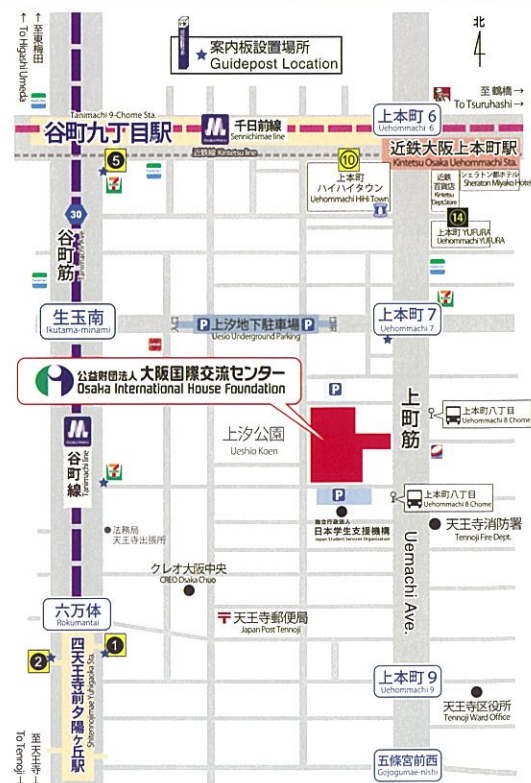 北
案内板設置場所
Guidepost Location
至東梅田
To Higashi Umeda
至鶴橋
To Tsuruhashi
Tanimachi 9-Chome Sta.
谷町九丁目駅
千日前線
Sennichimae line
上本町 6
Uehommachi 6
近鉄線 Kintetsu line
近鉄大阪上本町駅
Kintetsu Osaka Uehommachi Sta.
5
10
上本町
ハイハイタウン
Uehommachi HiHi Town
近鉄
百貨店
Kintetsu
Dept.Store
シェラトン都ホテル
Sheraton Miyako Hotel
14
上本町 YUFURA
Uehommachi YUFURA
30
谷町筋
生玉南
Ikutama-minami
P 上汐地下駐車場 P
Uesio Underground Parking
上本町 7
Uehommachi 7
公益財団法人 大阪国際交流センター
Osaka International House Foundation
P
上汐公園
Ueshio Koen
上町筋
上本町八丁目
Uehommachi 8 Chome
谷町線
Tanimachi line
P
上本町八丁目
Uehommachi 8 Chome
独立行政法人
日本学生支援機構
Japan Student Services Organization
法務局
天王寺出張所
天王寺消防署
Tennoji Fire Dept.
Uemachi Ave.
クレオ大阪中央
CREO Osaka Chuo
六万体
Rokumantai
天王寺郵便局
Japan Post Tennoji
1
2
四天王寺前夕陽ヶ丘駅
Shitennojimae Yuhigaoka Sta.
上本町 9
Uehommachi 9
天王寺区役所
Tennoji Ward Office
至天王寺
To Tennoji
五條宮前西
Gojogumae-nishi